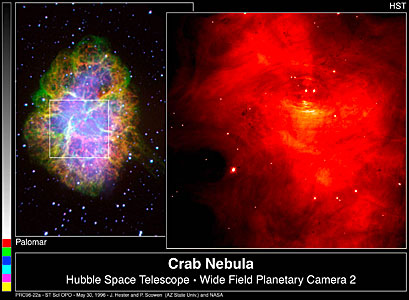 HST
Palomar
Crab Nebula
Hubble Space Telescope • Wide Field Planetary Camera 2
PRC96-22a • ST ScI OPO • May 30, 1996 • J. Hester and P. Scowen (AZ State Univ.) and NASA